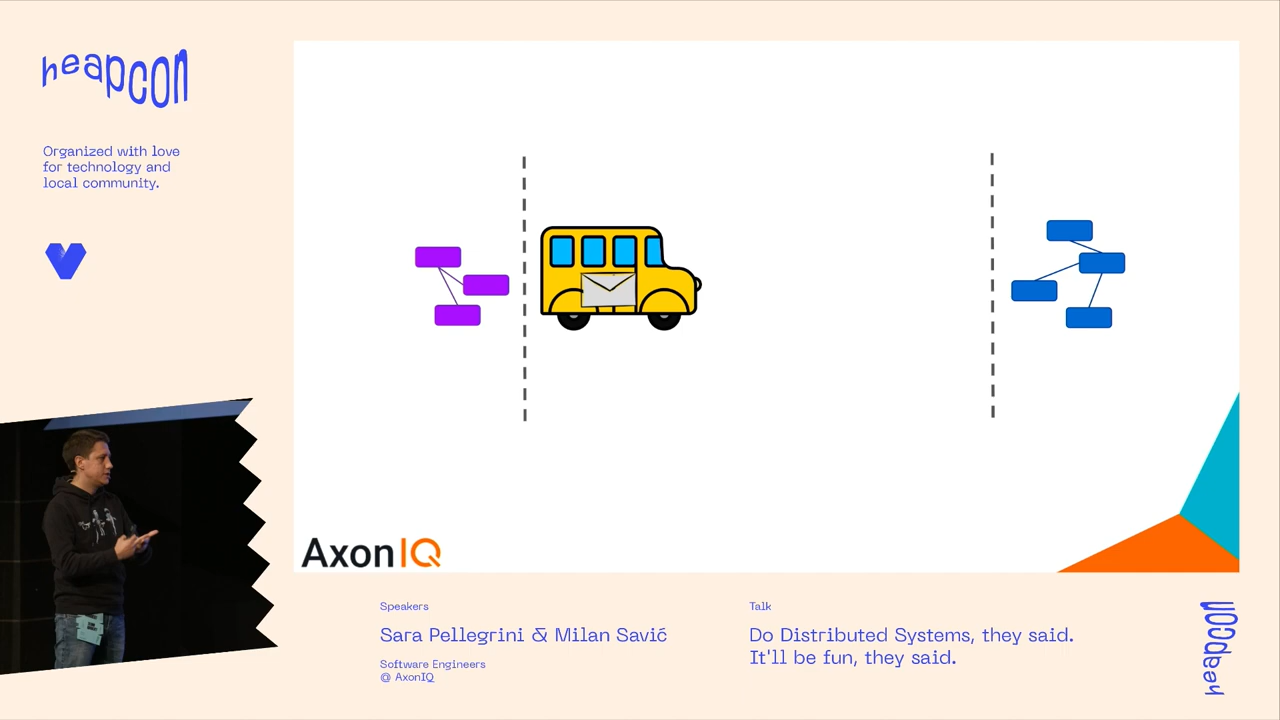 heapcon
Organized with love
for technology and
local community.
AxonIQ
Speakers
Sara Pellegrini & Milan Savić
Software Engineers
@ AxonIQ
Talk
Do Distributed Systems, they said.
It'll be fun, they said.
heapcon